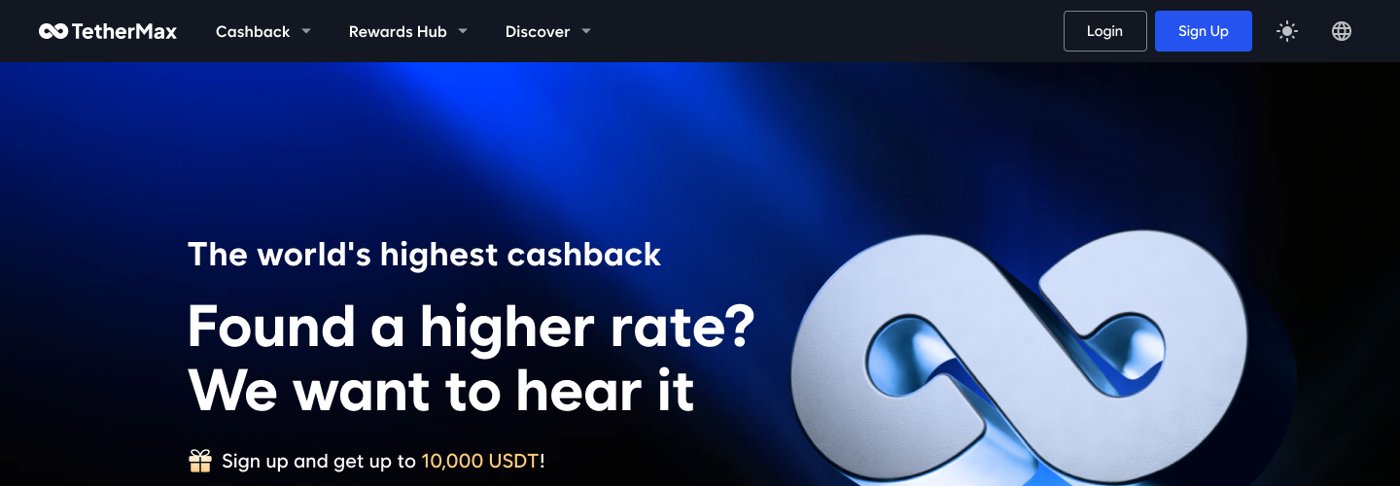 TetherMax
Cashback
Rewards Hub
Discover
Login
Sign Up
The world's highest cashback
Found a higher rate?
We want to hear it
Sign up and get up to 10,000 USDT!